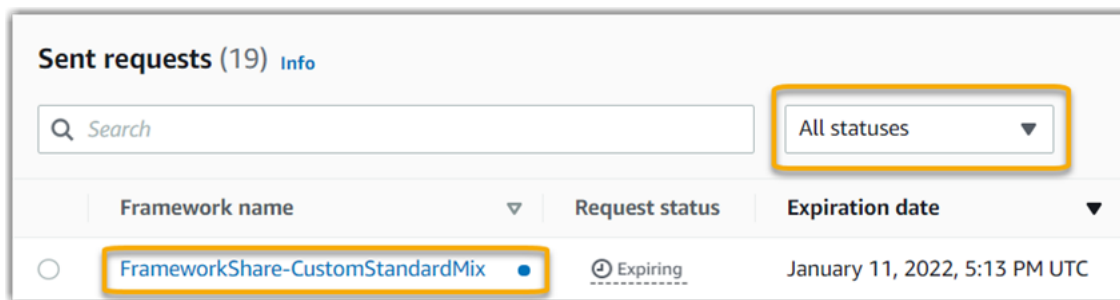 Sent requests (19) Info
Search All statuses
Framework name Request status Expiration date
FrameworkShare-CustomStandardMix Expiring January 11, 2022, 5:13 PM UTC